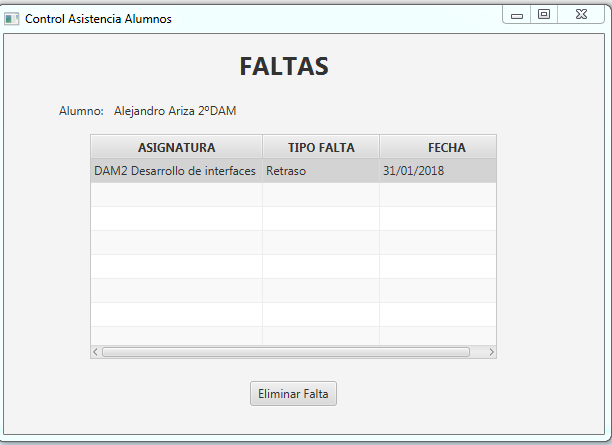 Control Asistencia Alumnos
FALTAS
Alumno: Alejandro Ariza 2ºDAM
ASIGNATURA TIPO FALTA FECHA
DAM2 Desarrollo de interfaces Retraso 31/01/2018
Eliminar Falta